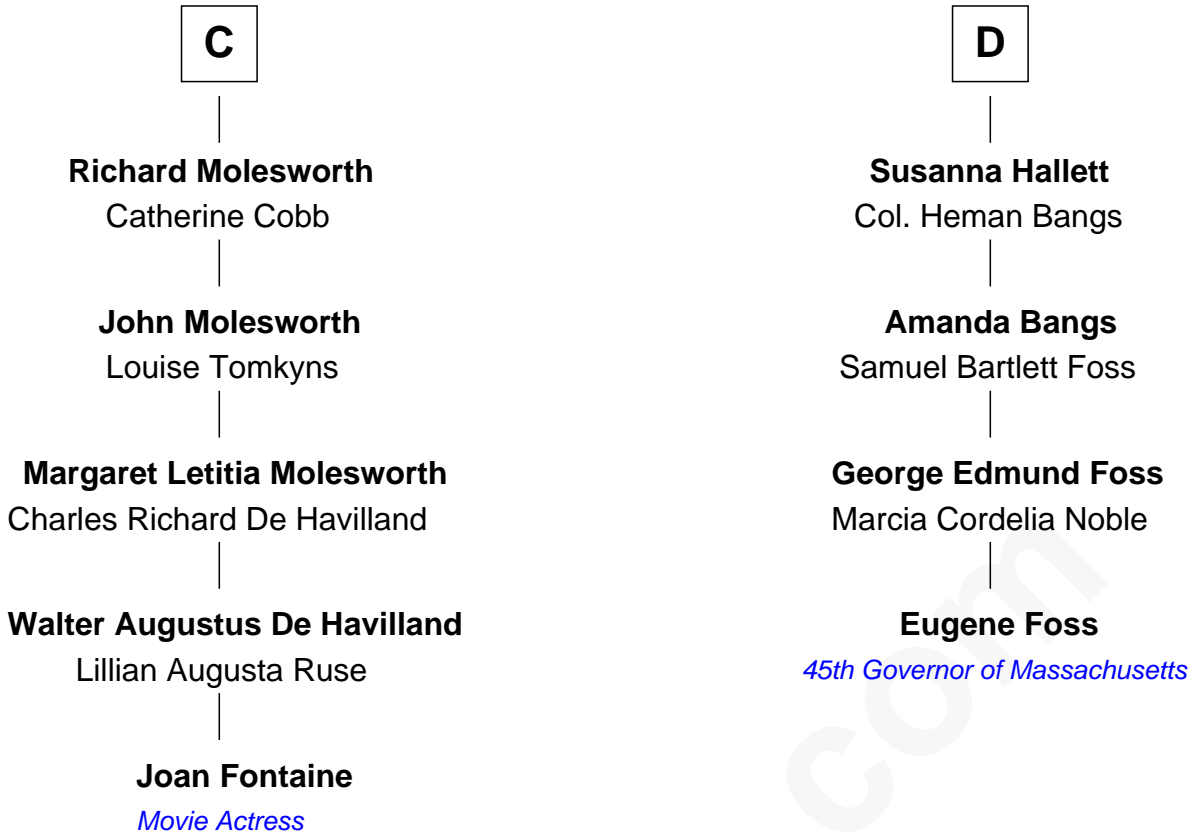 C
Richard Molesworth
Catherine Cobb
John Molesworth
Louise Tomkyns
Margaret Letitia Molesworth
Charles Richard De Havilland
Walter Augustus De Havilland
Lillian Augusta Ruse
Joan Fontaine
Movie Actress
D
Susanna Hallett
Col. Heman Bangs
Amanda Bangs
Samuel Bartlett Foss
George Edmund Foss
Marcia Cordelia Noble
Eugene Foss
45th Governor of Massachusetts
com